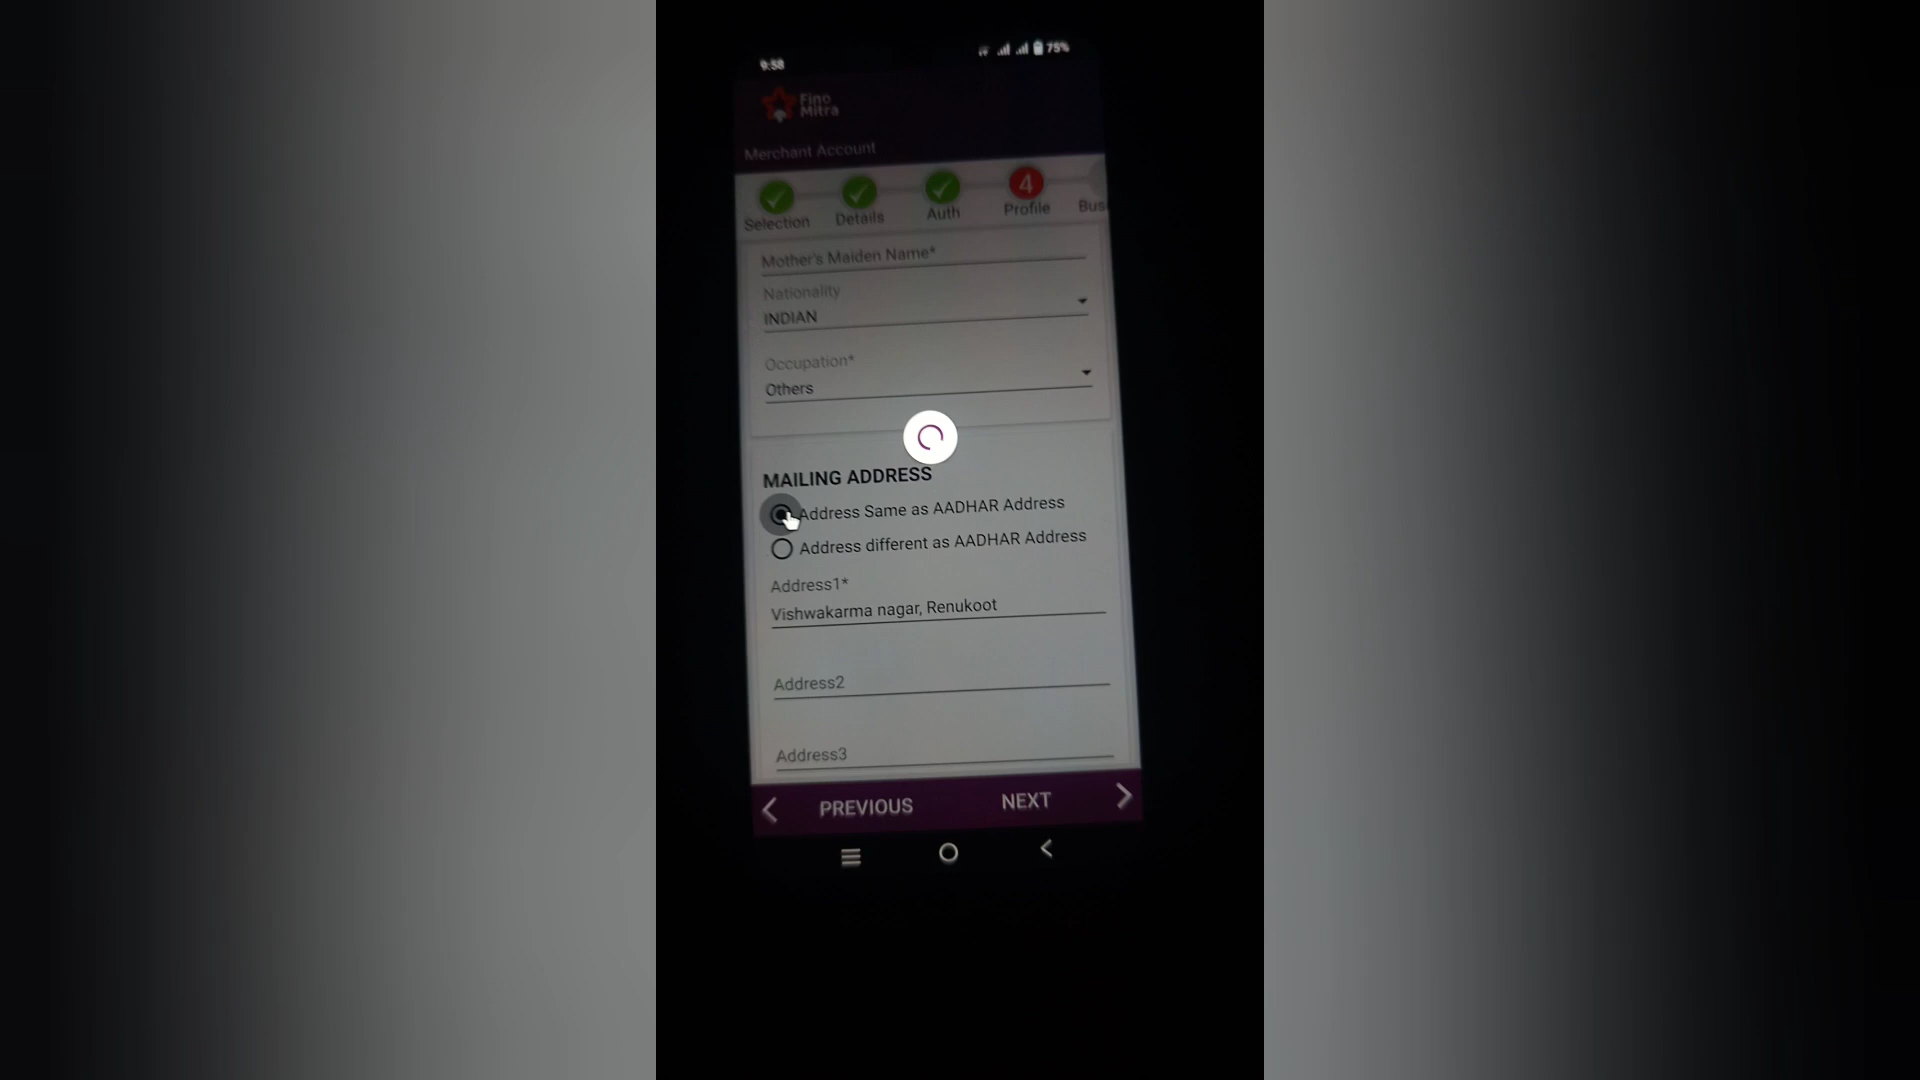 9:58
75%
Fino
Mitra
Merchant Account
4
Selection Details Auth Profile Bus
Mother's Maiden Name*
Nationality
INDIAN
Occupation*
Others
MAILING ADDRESS
Address Same as AADHAR Address
Address different as AADHAR Address
Address1*
Vishwakarma nagar, Renukoot
Address2
Address3
PREVIOUS NEXT